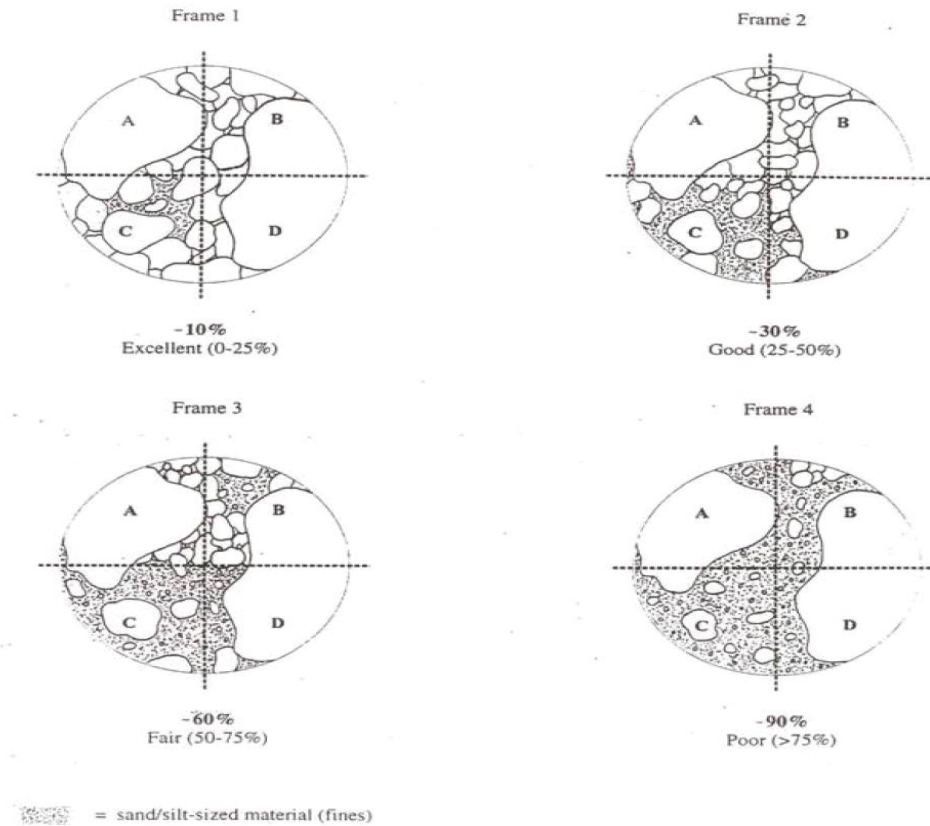 Frame 1
A
B
C
D
~10%
Excellent (0-25%)
Frame 2
A
B
C
D
~30%
Good (25-50%)
Frame 3
A
B
C
D
~60%
Fair (50-75%)
Frame 4
A
B
C
D
~90%
Poor (>75%)
= sand/silt-sized material (fines)